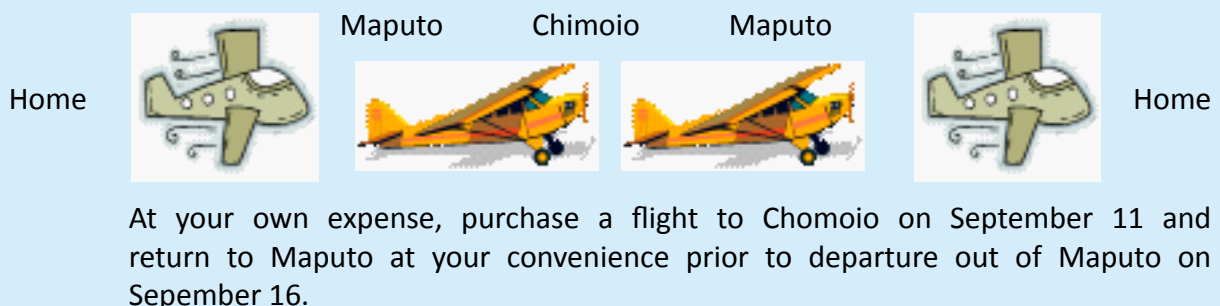 Maputo Chimoio Maputo
Home Home
At your own expense, purchase a flight to Chomoio on September 11 and
return to Maputo at your convenience prior to departure out of Maputo on
Sepember 16.